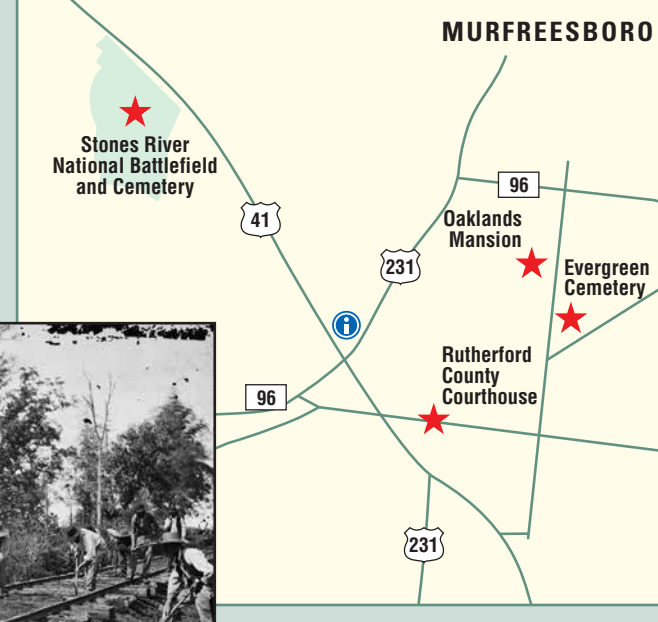 MURFREESBORO
Stones River
National Battlefield
and Cemetery
41
96
Oaklands
Mansion
231
Evergreen
Cemetery
i
Rutherford
County
Courthouse
96
231